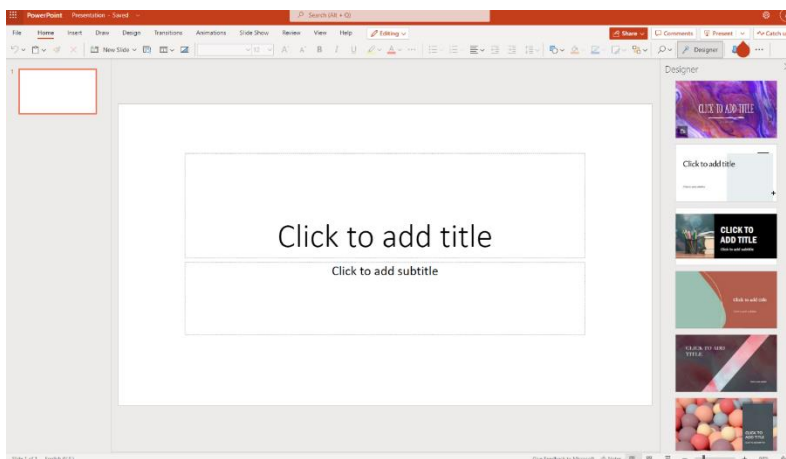 PowerPoint Presentation - Saved
Search (Alt + Q)
File Home Insert Draw Design Transitions Animations Slide Show Review View Help Editing
Share Comments Present Catch u
New Slide
12 A A B I U A
Designer
Designer
1
CLICK TO ADD TITLE
Click to add title
Click to add title
CLICK TO
ADD TITLE
Click to add subtitle
Click to add subtitle
Click to add title
CLICK TO ADD
TITLE
CLICK TO
ADD TITLE